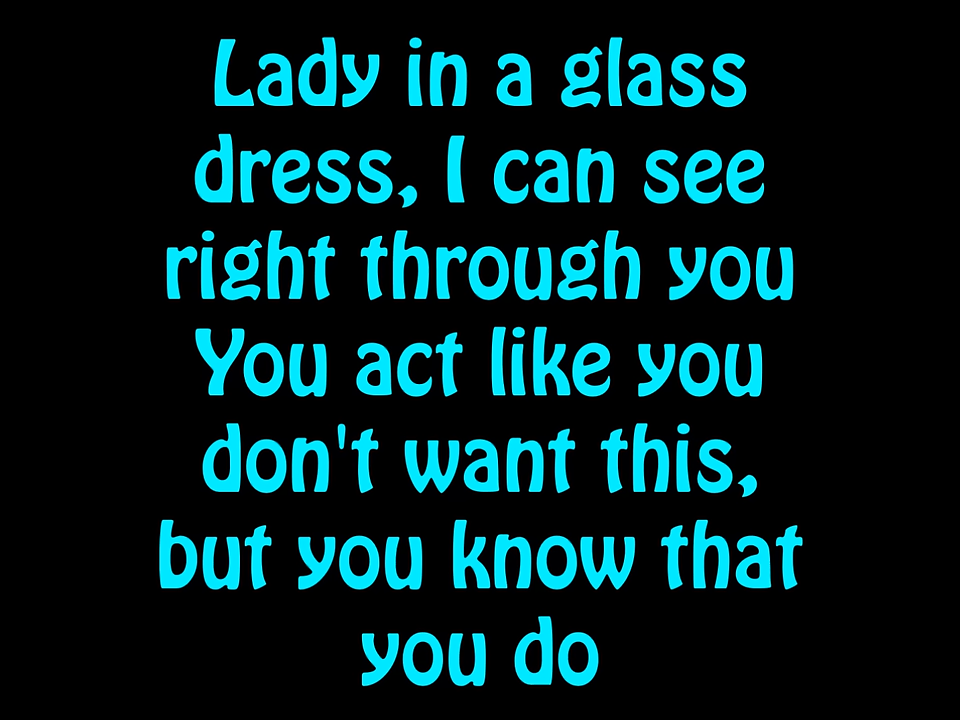 Lady in a glass
dress, I can see
right through you
You act like you
don't want this,
but you know that
you do